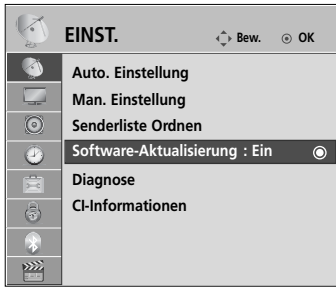 EINST. Bew. OK
Auto. Einstellung
Man. Einstellung
Senderliste Ordnen
Software-Aktualisierung : Ein
Diagnose
CI-Informationen